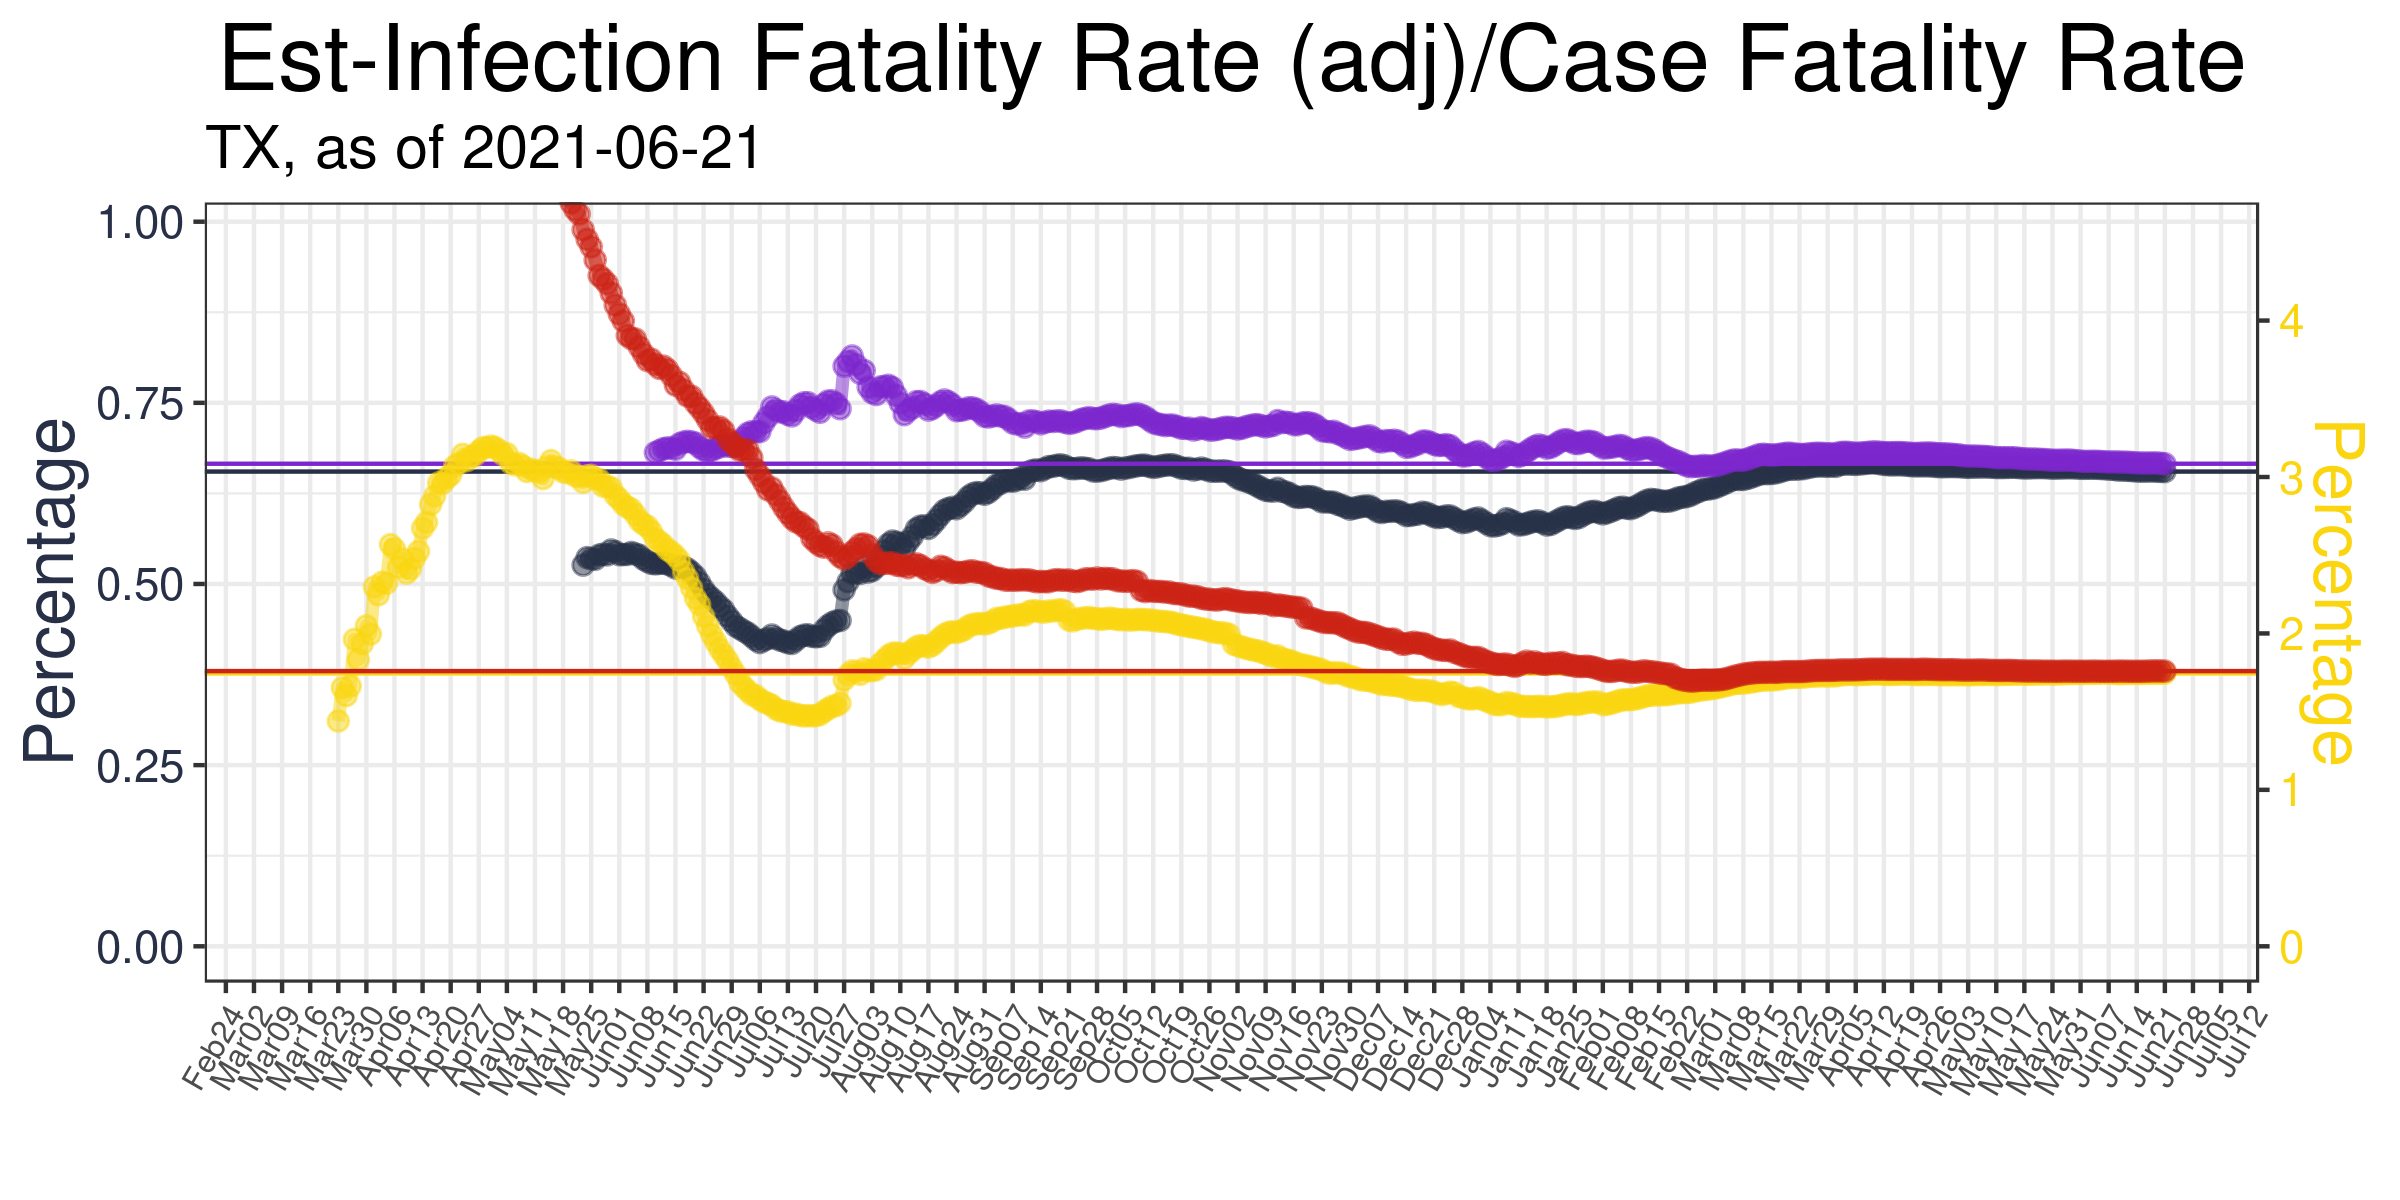 Est-Infection Fatality Rate (adj)/Case Fatality Rate
TX, as of 2021-06-21
Percentage
1.00
0.75
0.50
0.25
0.00
4
3
2
1
0
Percentage
Feb24
Mar02
Mar09
Mar16
Mar23
Mar30
Apr06
Apr13
Apr20
Apr27
May04
May11
May18
May25
Jun01
Jun08
Jun15
Jun22
Jun29
Jul06
Jul13
Jul20
Jul27
Aug03
Aug10
Aug17
Aug24
Aug31
Sep07
Sep14
Sep21
Sep28
Oct05
Oct12
Oct19
Oct26
Nov02
Nov09
Nov16
Nov23
Nov30
Dec07
Dec14
Dec21
Dec28
Jan04
Jan11
Jan18
Jan25
Feb01
Feb08
Feb15
Feb22
Mar01
Mar08
Mar15
Mar22
Mar29
Apr05
Apr12
Apr19
Apr26
May03
May10
May17
May24
May31
Jun07
Jun14
Jun21
Jun28
Jul05
Jul12